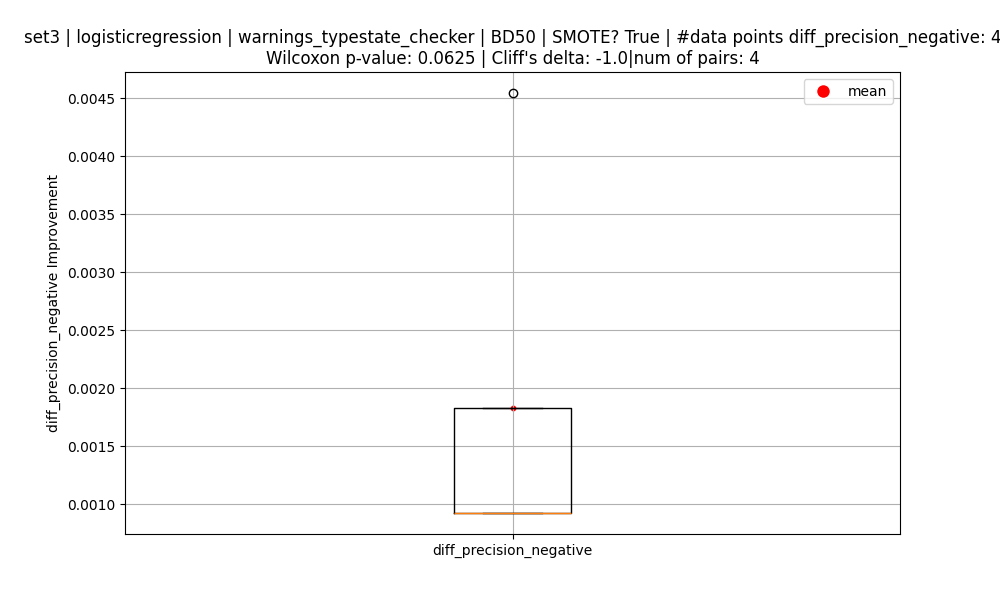 set3 | logisticregression | warnings_typestate_checker | BD50 | SMOTE? True | #data points diff_precision_negative: 4
Wilcoxon p-value: 0.0625 | Cliff's delta: -1.0|num of pairs: 4
mean
0.0045
0.0040
0.0035
0.0030
0.0025
0.0020
0.0015
0.0010
diff_precision_negative Improvement
diff_precision_negative